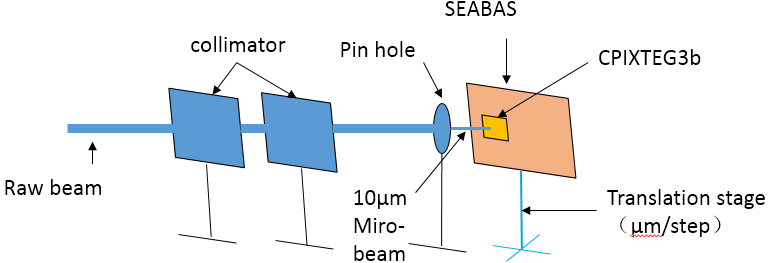 SEABAS
collimator
Pin hole
CPIXTEG3b
Raw beam
10μm
Miro-
beam
Translation stage
（μm/step）